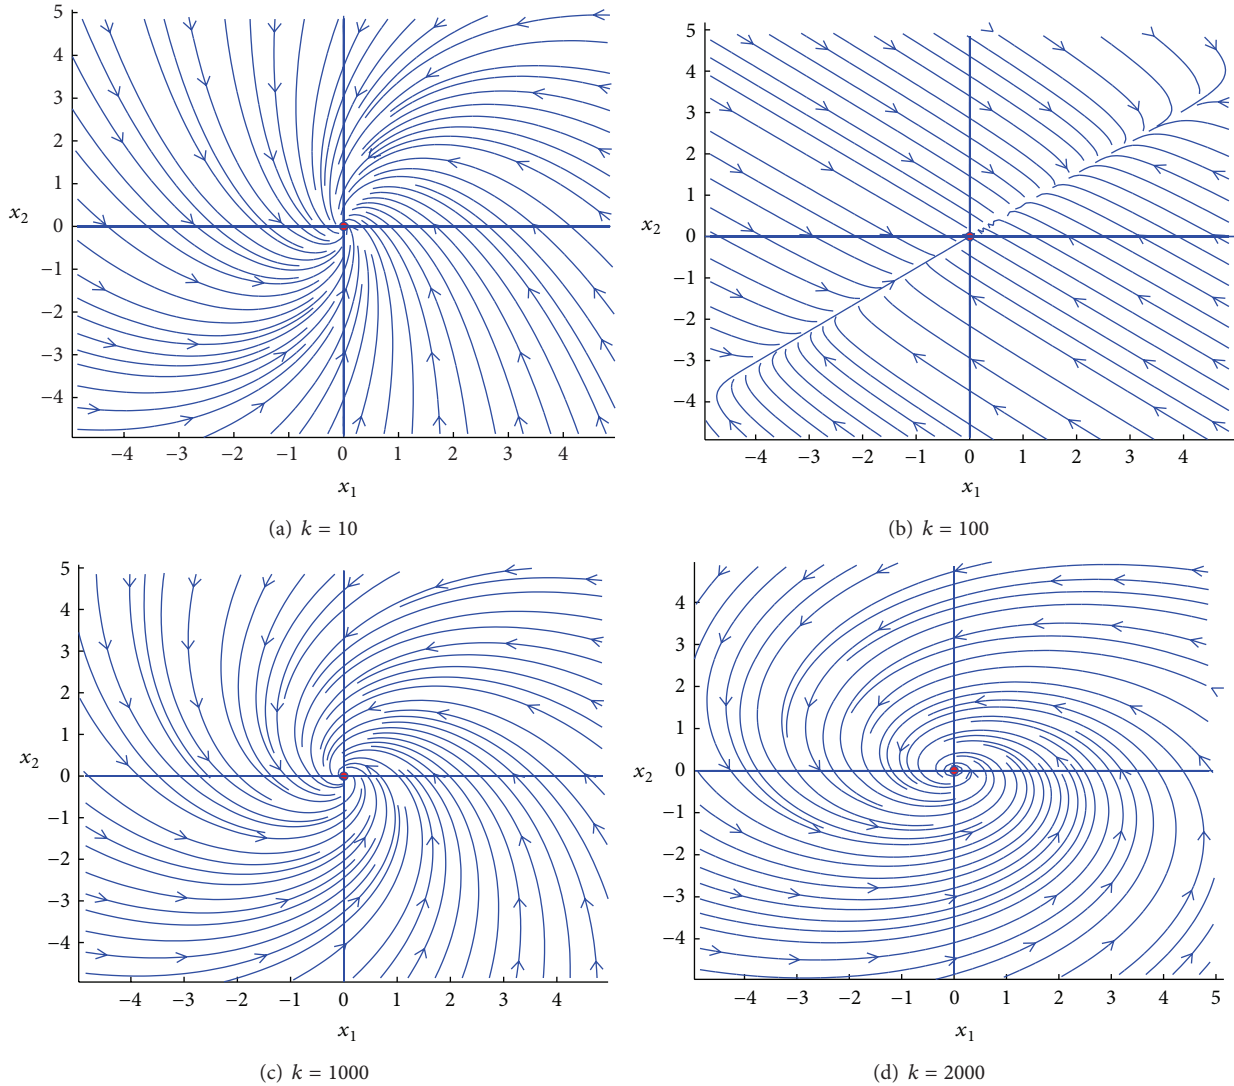 5
4
3
2
1
x₂ 0
−1
−2
−3
−4
−4 −3 −2 −1 0 1 2 3 4
x₁
(a) k = 10
5
4
3
2
1
x₂ 0
−1
−2
−3
−4
−4 −3 −2 −1 0 1 2 3 4
x₁
(b) k = 100
5
4
3
2
1
x₂ 0
−1
−2
−3
−4
−4 −3 −2 −1 0 1 2 3 4
x₁
(c) k = 1000
4
3
2
1
x₂ 0
−1
−2
−3
−4
−4 −3 −2 −1 0 1 2 3 4 5
x₁
(d) k = 2000